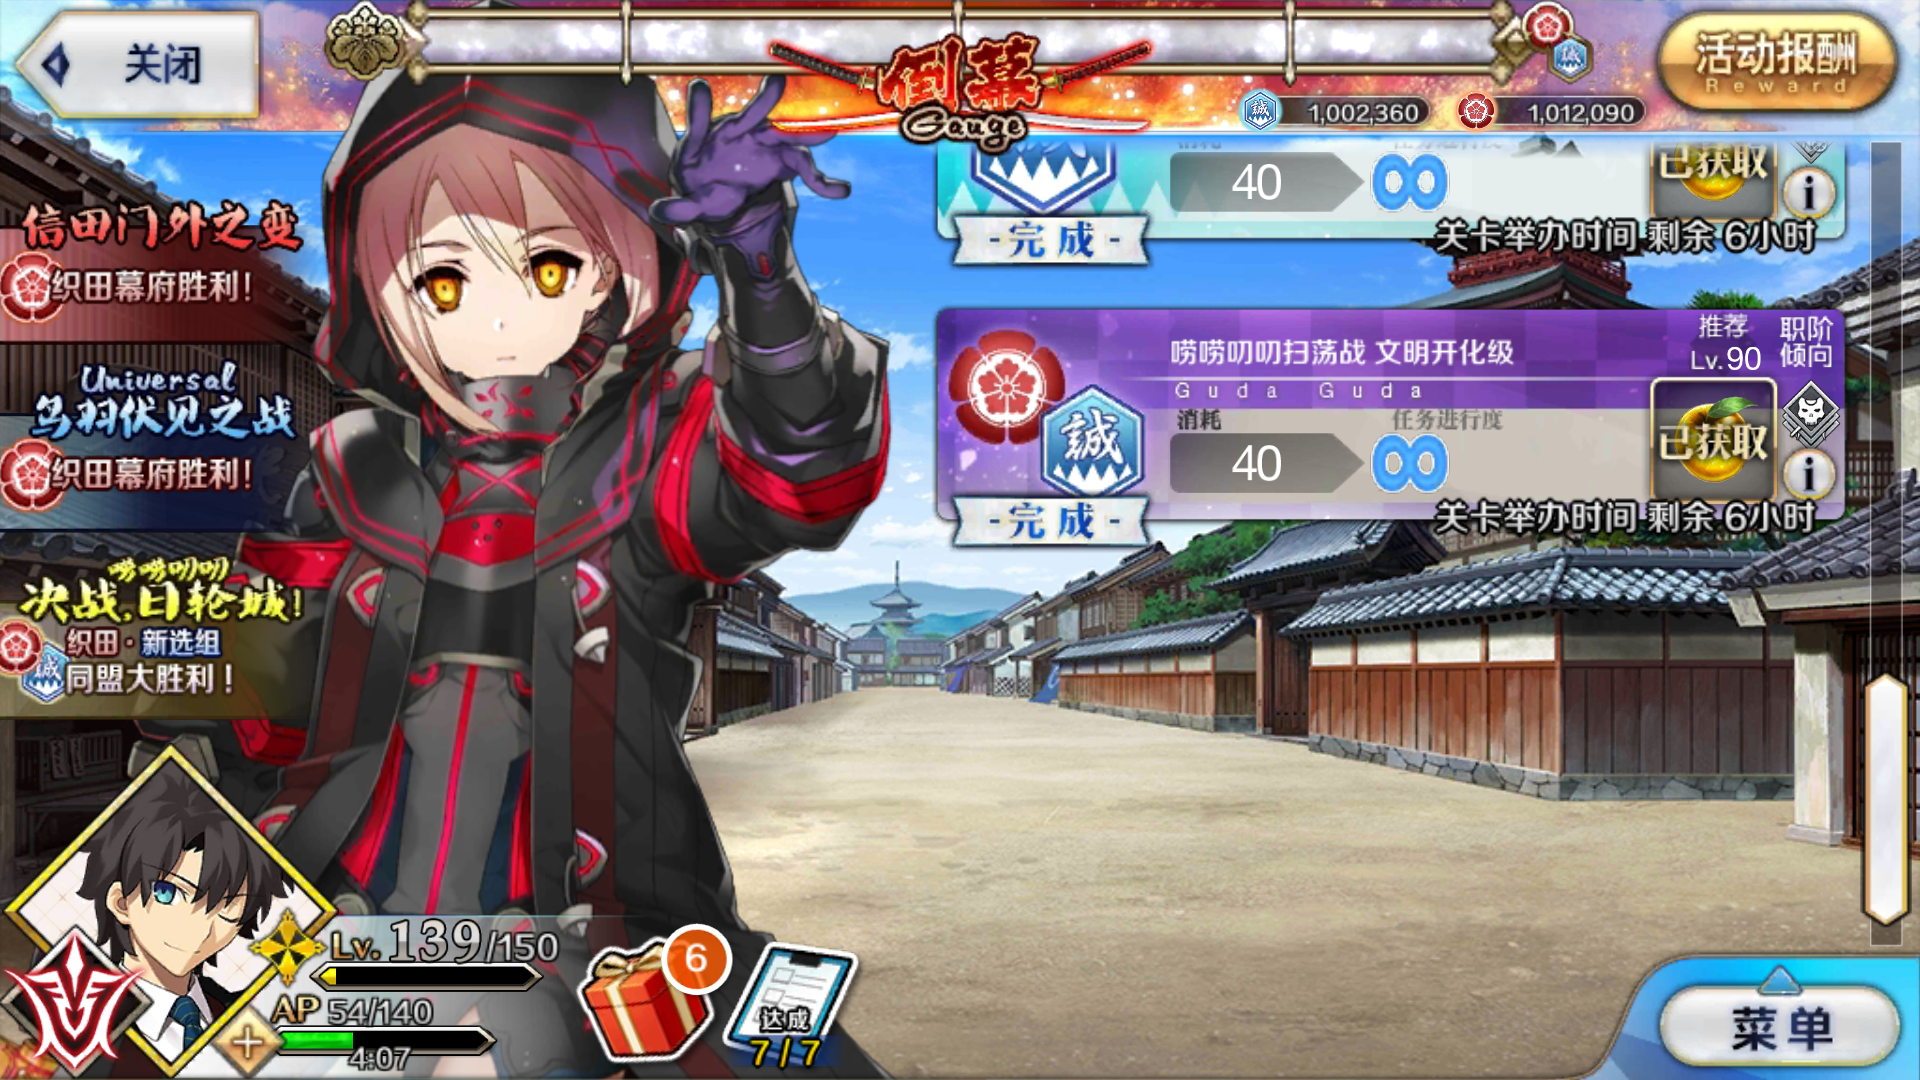 关闭
倒幕
Gauge
誠
誠
1,002,360
1,012,090
活动报酬
Reward
信田门外之变
织田幕府胜利!
Universal
鸟羽伏见之战
织田幕府胜利!
唠唠叨叨
决战,日轮城!
织田·新选组
誠
同盟大胜利!
40
∞
已获取
i
-完成-
关卡举办时间 剩余 6小时
唠唠叨叨扫荡战 文明开化级
Guda Guda
推荐
Lv.90
职阶
倾向
誠
消耗
任务进行度
40
∞
已获取
i
-完成-
关卡举办时间 剩余 6小时
Lv. 139/150
AP 54/140
4:07
6
达成
7/7
菜单